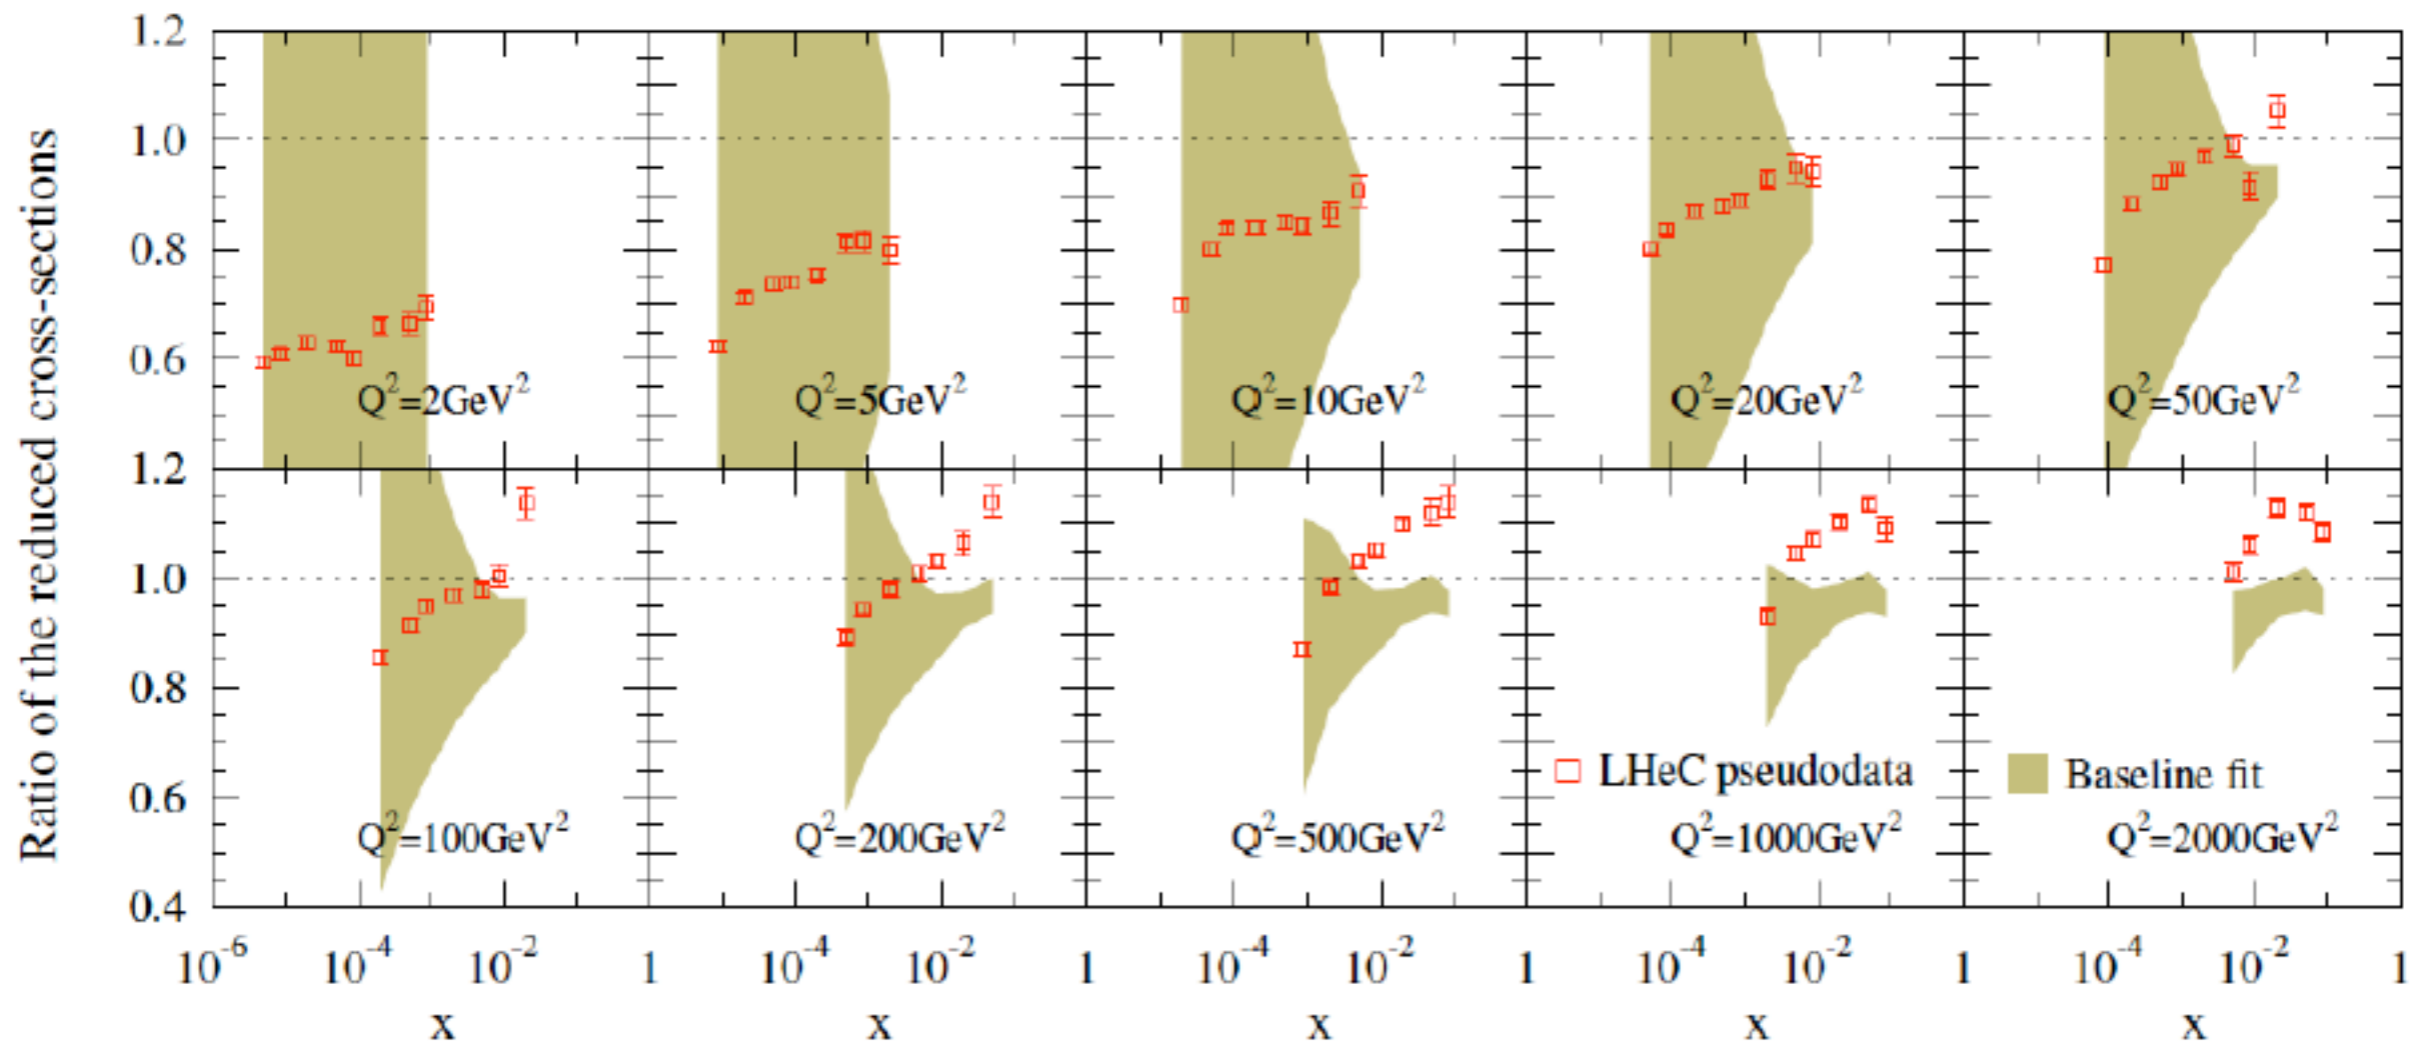 Ratio of the reduced cross-sections
1.2
1.0
0.8
0.6
Q²=2GeV²
Q²=5GeV²
Q²=10GeV²
Q²=20GeV²
Q²=50GeV²
1.2
1.0
0.8
0.6
0.4
LHeC pseudodata
Baseline fit
Q²=100GeV²
Q²=200GeV²
Q²=500GeV²
Q²=1000GeV²
Q²=2000GeV²
10⁻⁶ 10⁻⁴ 10⁻² 1 10⁻⁴ 10⁻² 1 10⁻⁴ 10⁻² 1 10⁻⁴ 10⁻² 1 10⁻⁴ 10⁻² 1
x x x x x